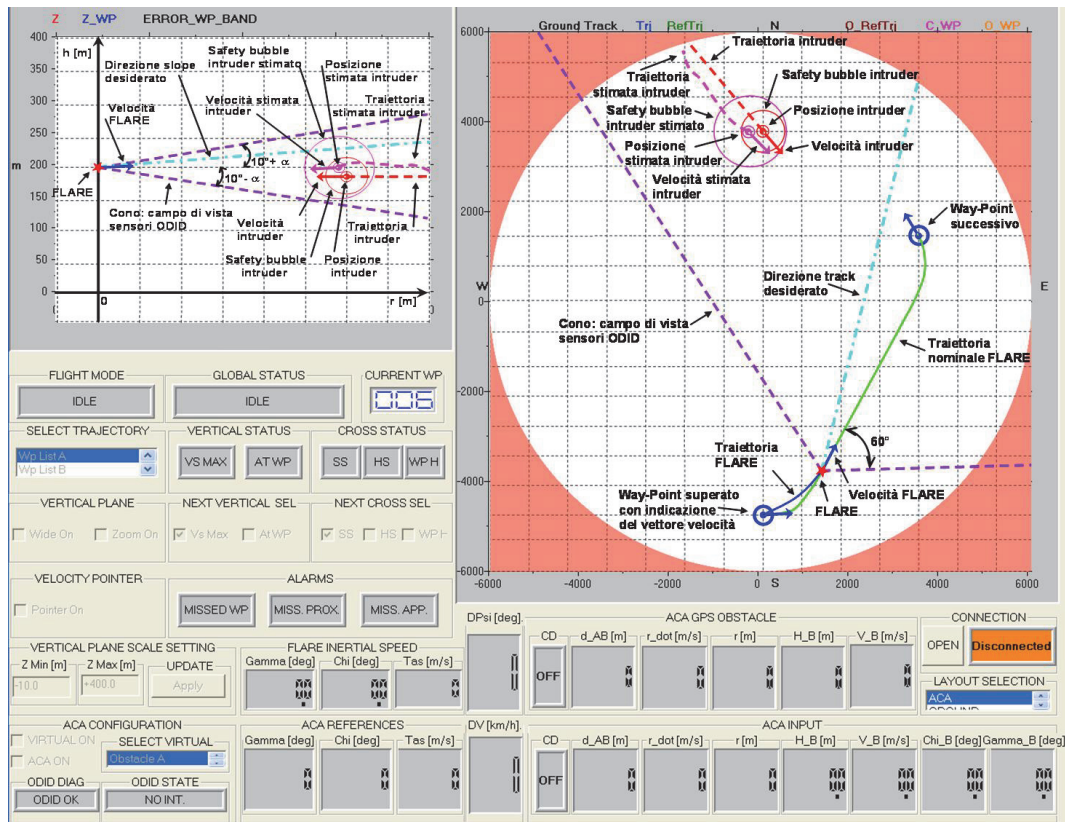 Z Z_WP ERROR_WP_BAND
400
h [m]
350
300
250
m
200
150
100
50
0
0
r [m]
Direzione slope
desiderato
Safety bubble
intruder stimato
Posizione
stimata intruder
Velocità
FLARE
Velocità stimata
intruder
Traiettoria
stimata intruder
10°+ α
10°- α
FLARE
Cono: campo di vista
sensori ODID
Velocità
intruder
Traiettoria
intruder
Safety bubble
intruder
Posizione
intruder
Ground Track Trj RefTrj N O_RefTrj C_WP O_WP
6000
4000
2000
W
0
-2000
-4000
-6000
6000
4000
2000
E
0
-2000
-4000
-6000
-6000 -4000 -2000 0 S 2000 4000 6000
Traiettoria intruder
Traiettoria
stimata intruder
Safety bubble intruder
Safety bubble
intruder stimato
Posizione intruder
Posizione
stimata intruder
Velocità intruder
Velocità stimata
intruder
Way-Point
successivo
Direzione track
desiderato
Cono: campo di vista
sensori ODID
Traiettoria
nominale FLARE
60°
Traiettoria
FLARE
Velocità FLARE
FLARE
Way-Point superato
con indicazione
del vettore velocità
FLIGHT MODE GLOBAL STATUS CURRENT WP
IDLE IDLE 006
SELECT TRAJECTORY VERTICAL STATUS CROSS STATUS
Wp List A
Wp List B
VS MAX AT WP SS HS WP H
VERTICAL PLANE NEXT VERTICAL SEL NEXT CROSS SEL
Wide On Zoom On Vs Max At WP SS HS WP H
VELOCITY POINTER ALARMS
Pointer On MISSED WP MISS. PROX. MISS. APP.
VERTICAL PLANE SCALE SETTING
Z Min [m] Z Max [m] UPDATE
-10.0 +400.0 Apply
FLARE INERTIAL SPEED
Gamma [deg] Chi [deg] Tas [m/s]
DPsi [deg].
ACA GPS OBSTACLE
CD d_AB [m] r_dot [m/s] r [m] H_B [m] V_B [m/s]
OFF
CONNECTION
OPEN Disconnected
LAYOUT SELECTION
ACA
ACA CONFIGURATION
VIRTUAL ON
ACA ON
SELECT VIRTUAL
Obstacle A
ODID DIAG ODID STATE
ODID OK NO INT.
ACA REFERENCES
Gamma [deg] Chi [deg] Tas [m/s]
DV [km/h].
ACA INPUT
CD d_AB [m] r_dot [m/s] r [m] H_B [m] V_B [m/s] Chi_B [deg] Gamma_B [deg]
OFF